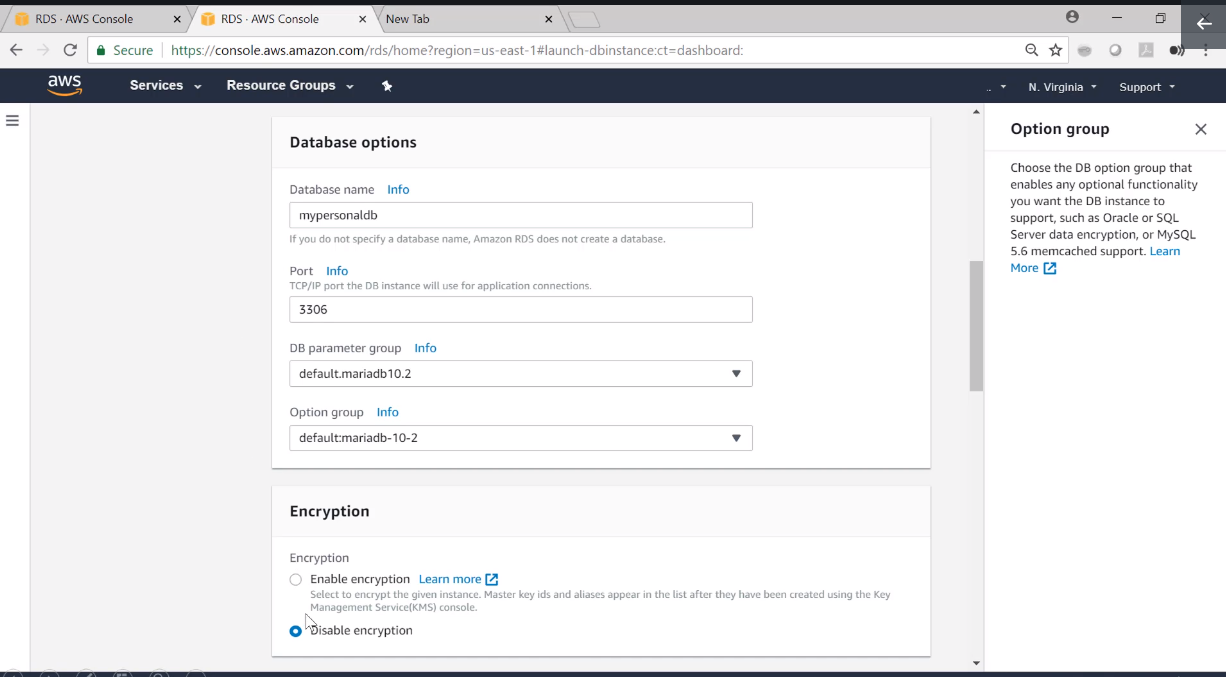 RDS · AWS Console
RDS · AWS Console
New Tab
Secure https://console.aws.amazon.com/rds/home?region=us-east-1#launch-dbinstance:ct=dashboard:
aws Services Resource Groups .. N. Virginia Support
Database options
Database name Info
mypersonaldb
If you do not specify a database name, Amazon RDS does not create a database.
Port Info
TCP/IP port the DB instance will use for application connections.
3306
DB parameter group Info
default.mariadb10.2
Option group Info
default:mariadb-10-2
Encryption
Encryption
Enable encryption Learn more
Select to encrypt the given instance. Master key ids and aliases appear in the list after they have been created using the Key
Management Service(KMS) console.
Disable encryption
Option group
Choose the DB option group that
enables any optional functionality
you want the DB instance to
support, such as Oracle or SQL
Server data encryption, or MySQL
5.6 memcached support. Learn
More